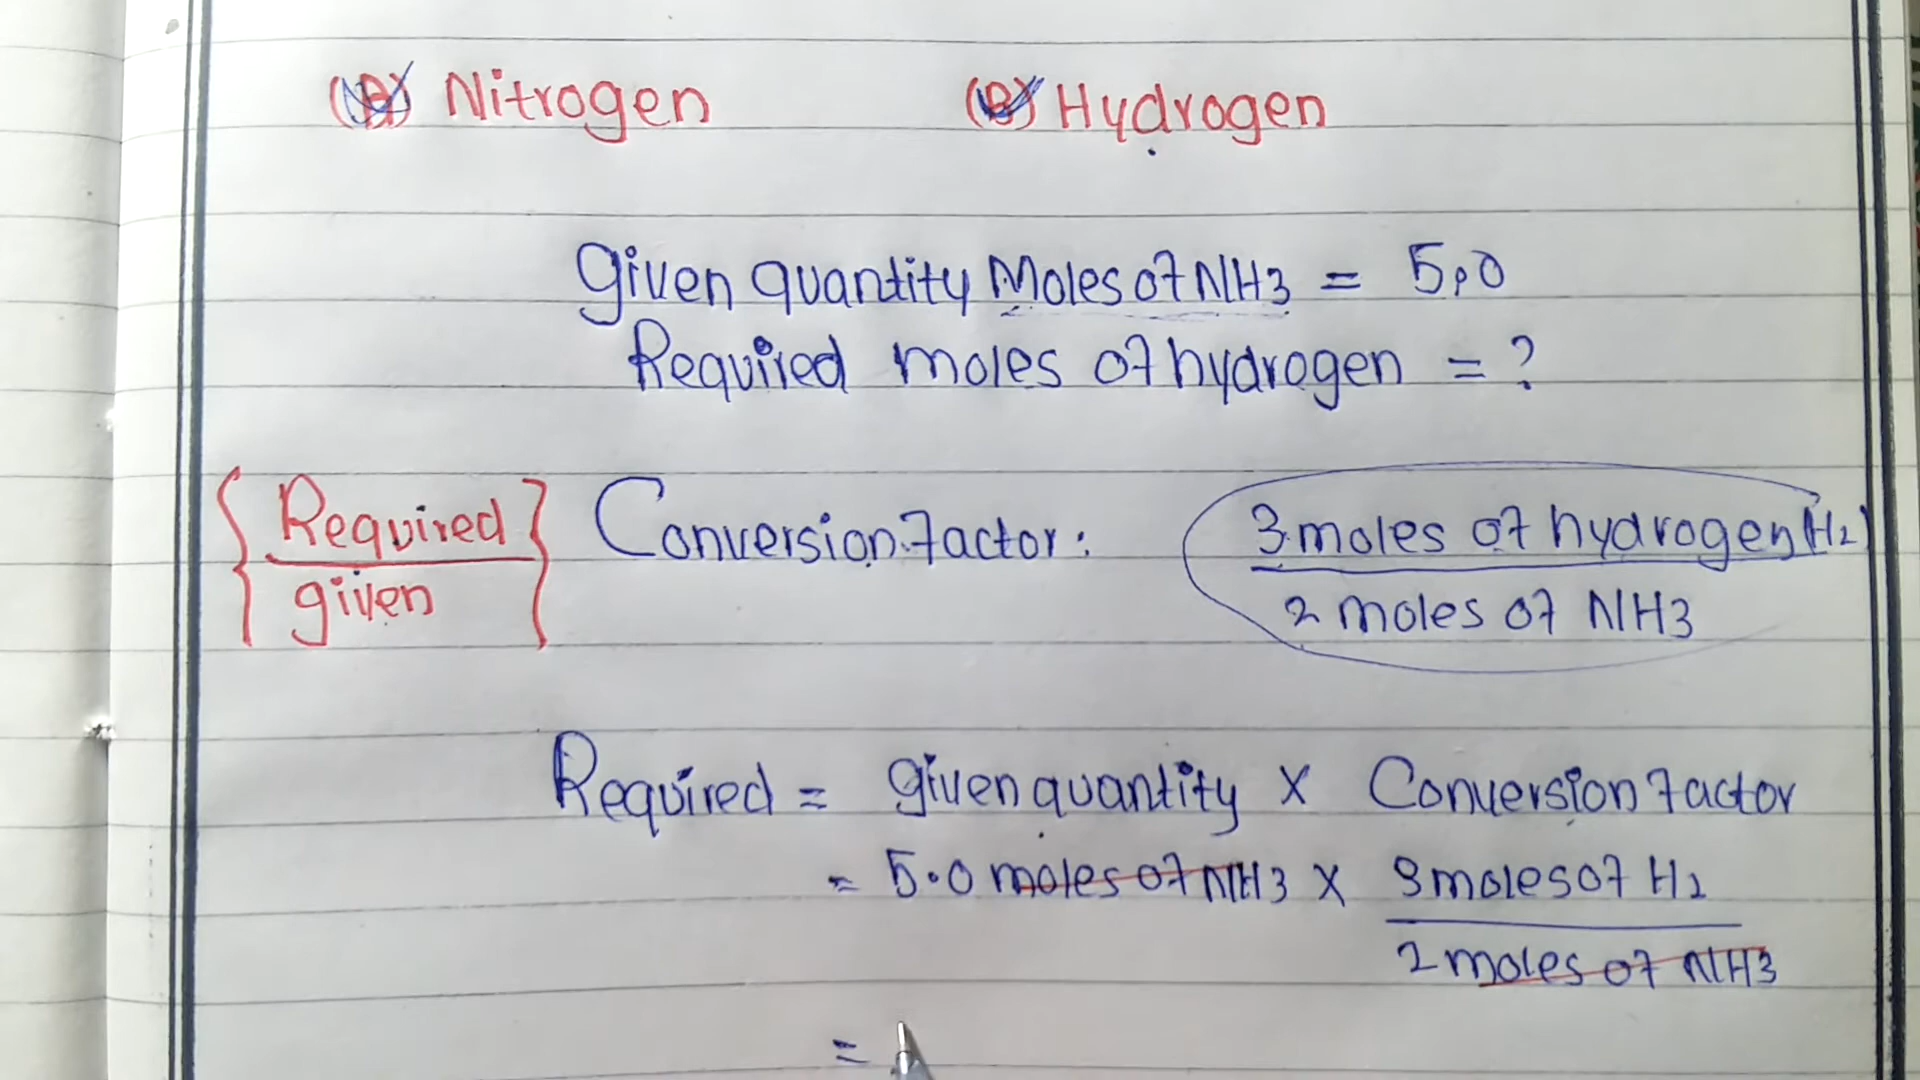 (A) Nitrogen (B) Hydrogen
Given quantity Moles of NH3 = 5.0
Required moles of hydrogen = ?
{Required} Conversion factor: 3 moles of hydrogen (H2)
given 2 moles of NH3
Required = given quantity x Conversion factor
= 5.0 moles of NH3 x 3 moles of H2
2 moles of NH3
=